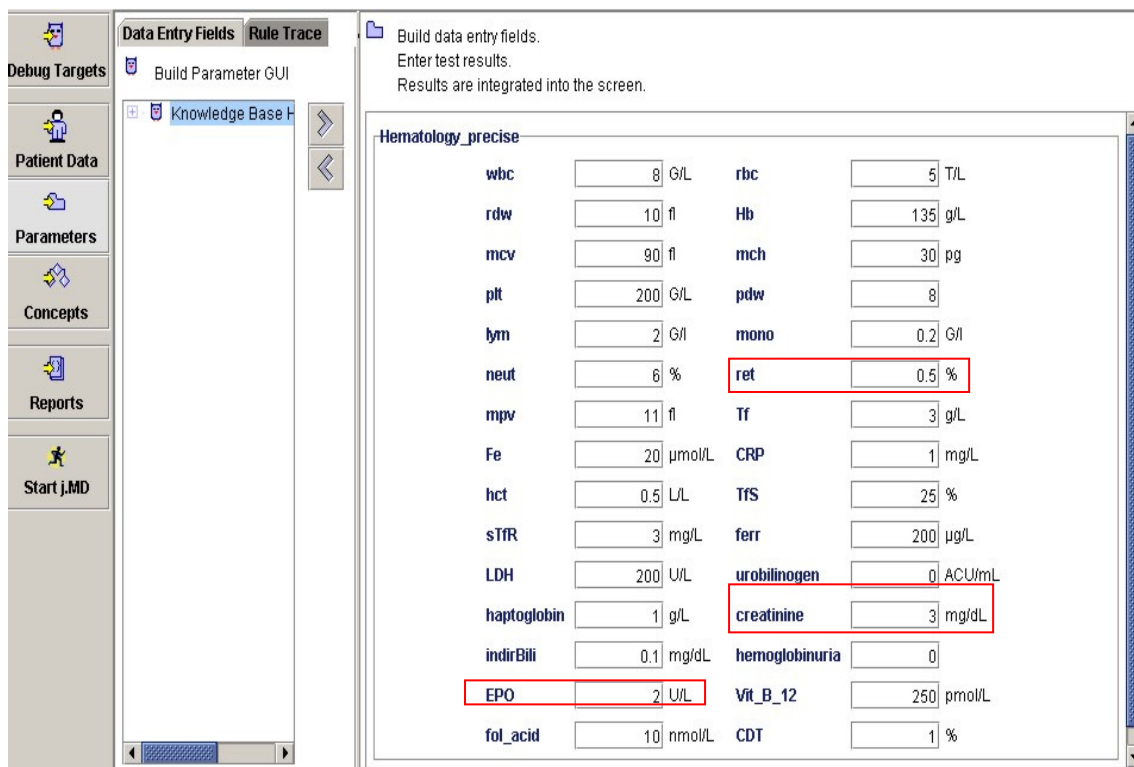 Debug Targets
Patient Data
Parameters
Concepts
Reports
Start j.MD
Data Entry Fields Rule Trace
Build Parameter GUI
Knowledge Base H
Build data entry fields.
Enter test results.
Results are integrated into the screen.
Hematology_precise
wbc 8 G/L rbc 5 T/L
rdw 10 fl Hb 135 g/L
mcv 90 fl mch 30 pg
plt 200 G/L pdw 8
lym 2 G/l mono 0.2 G/l
neut 6 % ret 0.5 %
mpv 11 fl Tf 3 g/L
Fe 20 µmol/L CRP 1 mg/L
hct 0.5 L/L TfS 25 %
sTfR 3 mg/L ferr 200 µg/L
LDH 200 U/L urobilinogen 0 ACU/mL
haptoglobin 1 g/L creatinine 3 mg/dL
indirBili 0.1 mg/dL hemoglobinuria 0
EPO 2 U/L Vit_B_12 250 pmol/L
fol_acid 10 nmol/L CDT 1 %